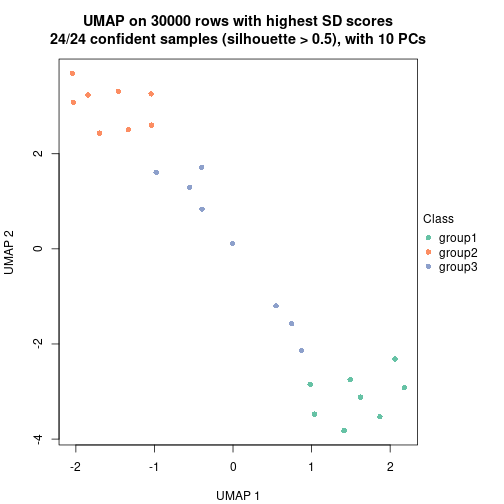 UMAP on 30000 rows with highest SD scores
24/24 confident samples (silhouette > 0.5), with 10 PCs
UMAP 2
2
0
-2
-4
-2
-1
0
1
2
UMAP 1
Class
group1
group2
group3